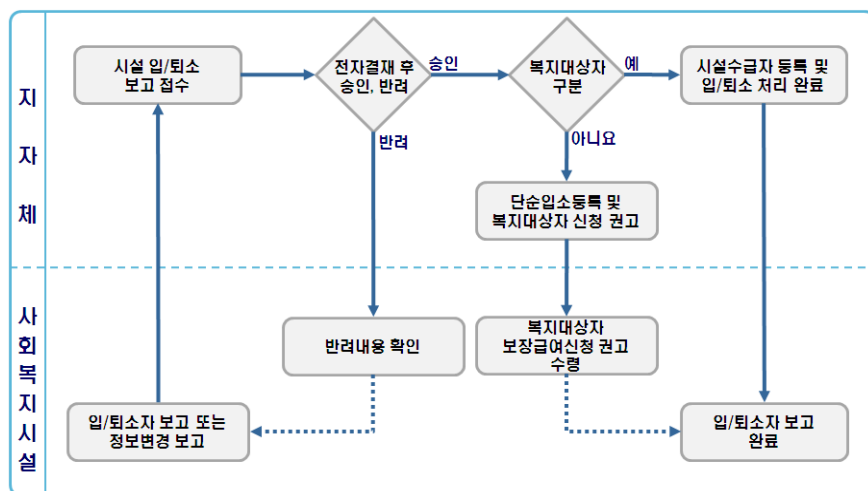 지
자
체
시설 입/퇴소
보고 접수
전자결재 후
승인, 반려
승인
반려
복지대상자
구분
예
아니요
시설수급자 등록 및
입/퇴소 처리 완료
단순입소등록 및
복지대상자 신청 권고
사
회
복
지
시
설
반려내용 확인
복지대상자
보장급여신청 권고
수령
입/퇴소자 보고 또는
정보변경 보고
입/퇴소자 보고
완료